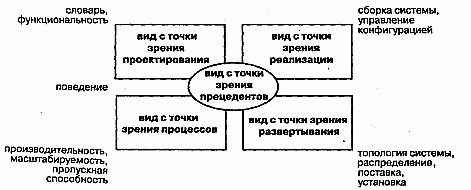 словарь,
функциональность
сборка системы,
управление
конфигурацией
вид с точки
зрения
проектирования
вид с точки
зрения
реализации
вид с точки
зрения
прецедентов
поведение
вид с точки
зрения процессов
вид с точки зрения
развертывания
производительность,
масштабируемость,
пропускная
способность
топология системы,
распределение,
поставка,
установка